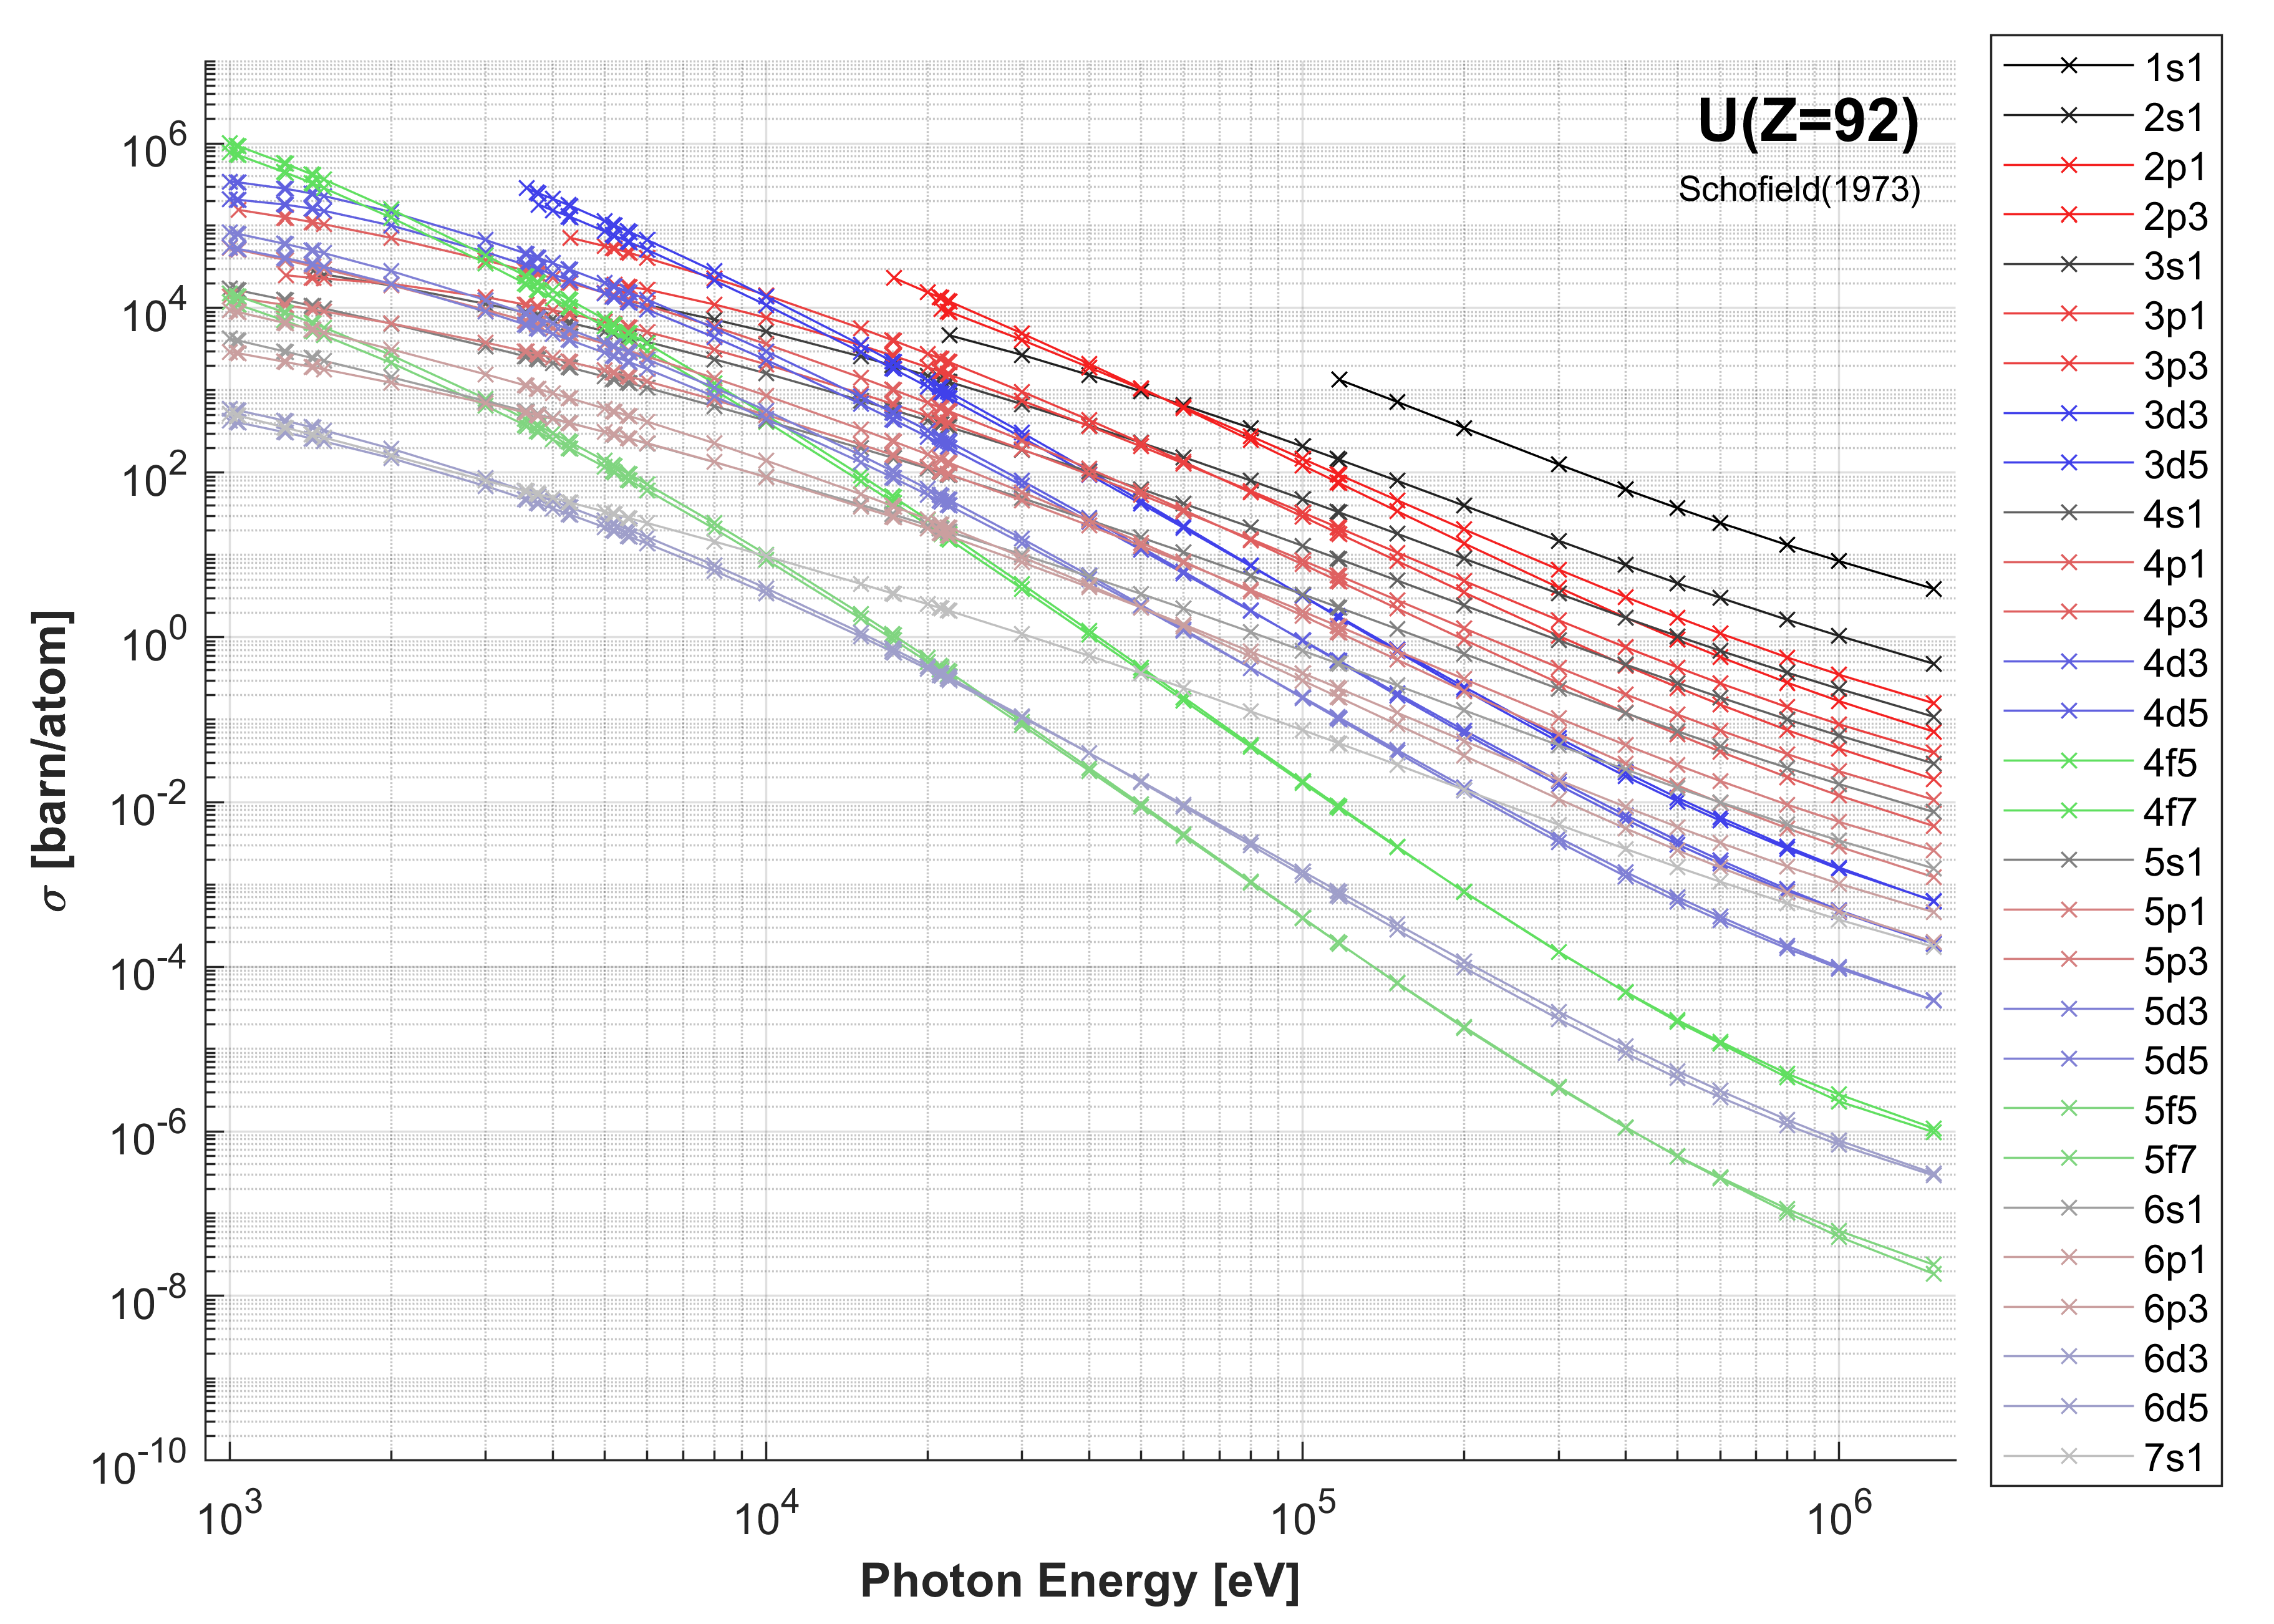 U(Z=92)
Schofield(1973)
10^6
10^4
10^2
10^0
10^-2
10^-4
10^-6
10^-8
10^-10
σ [barn/atom]
10^3
10^4
10^5
10^6
Photon Energy [eV]
1s1
2s1
2p1
2p3
3s1
3p1
3p3
3d3
3d5
4s1
4p1
4p3
4d3
4d5
4f5
4f7
5s1
5p1
5p3
5d3
5d5
5f5
5f7
6s1
6p1
6p3
6d3
6d5
7s1